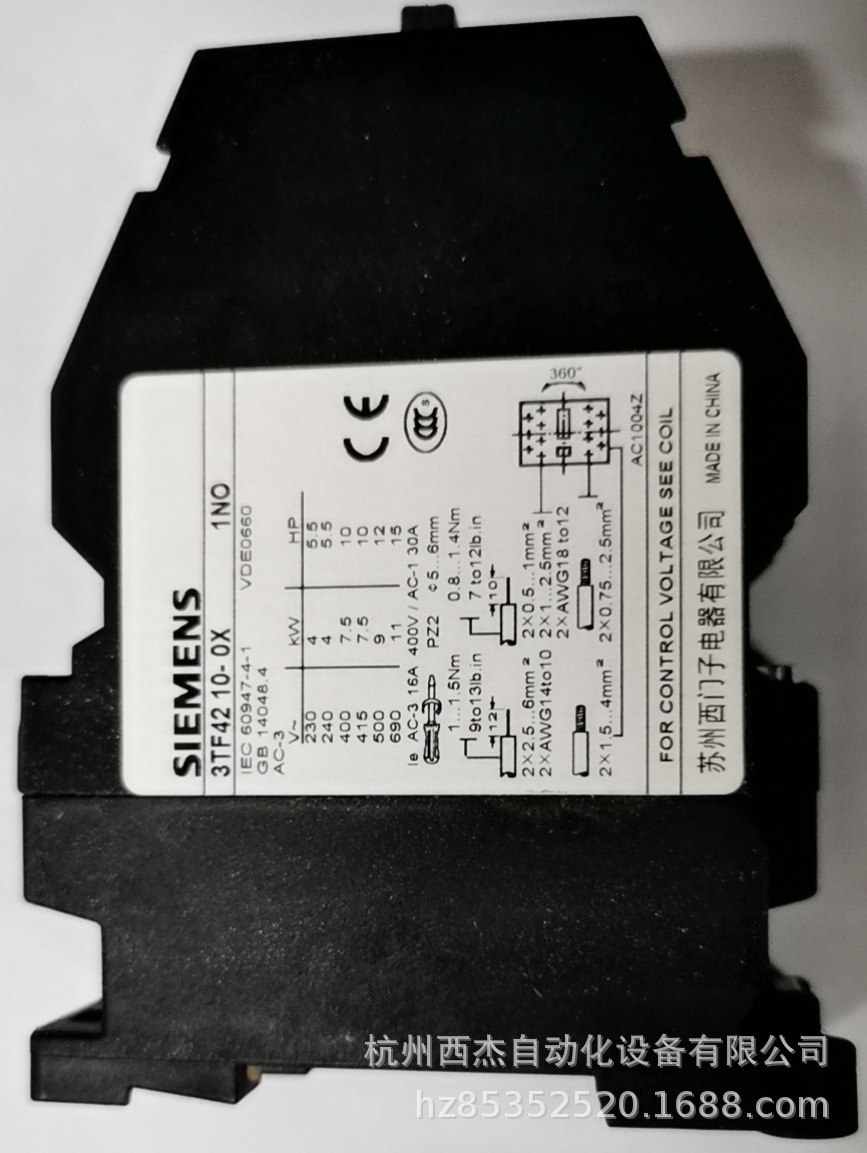 SIEMENS
3TF42 10-0X 1NO
IEC 60947-4-1 VDE0660
GB 14048.4
AC-3
V~ kW HP
230 4 5.5
240 4 5.5
400 7.5 10
415 7.5 10
500 9 12
690 11 15
Ie AC-3 16A 400V / AC-1 30A
PZ2 ¢5...6mm
1...1.5Nm 0.8...1.4Nm
9to13lb.in 7 to12lb.in
12 10
2×2.5...6mm² 2×0.5...1mm²
2×AWG14to10 2×1...2.5mm²
2×AWG18 to12
2×1.5...4mm² 2×0.75...2.5mm²
CE
CCC S
360°
AC1004Z
FOR CONTROL VOLTAGE SEE COIL
苏州西门子电器有限公司 MADE IN CHINA
杭州西杰自动化设备有限公司
hz85352520.1688.com